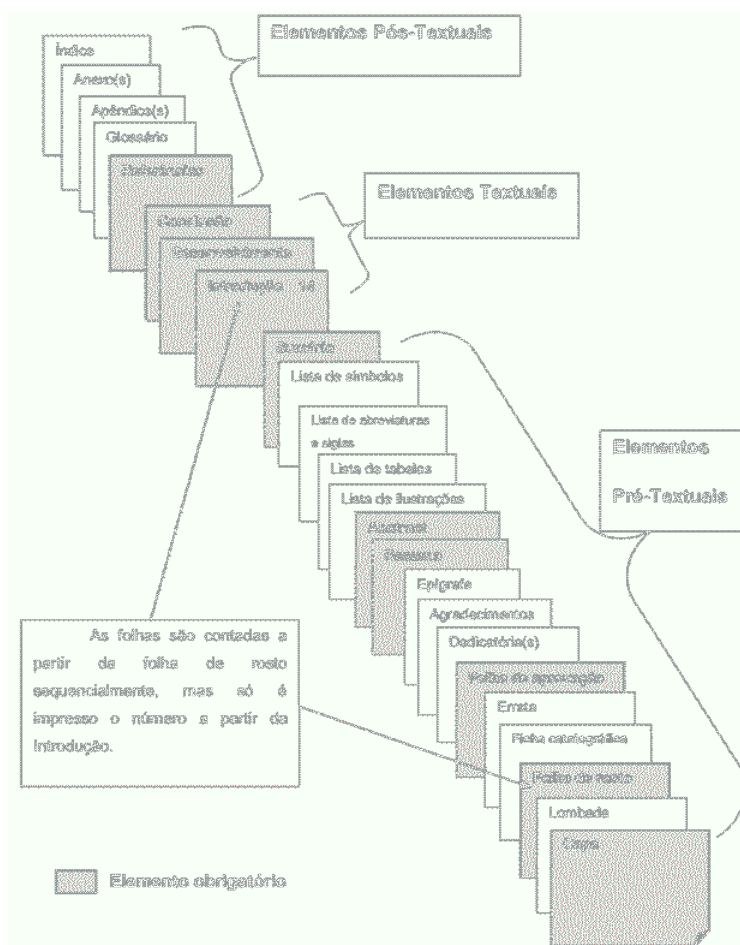 Elementos Pós-Textuais
Índice
Anexo(s)
Apêndice(s)
Glossário
Referências
Elementos Textuais
Conclusão
Desenvolvimento
Introdução 14
Sumário
Lista de símbolos
Lista de abreviaturas
e siglas
Lista de tabelas
Lista de ilustrações
Abstract
Resumo
Epígrafe
Agradecimentos
Dedicatória(s)
Folha de aprovação
Errata
Ficha catalográfica
Folha de rosto
Lombada
Capa
Elementos
Pré-Textuais
As folhas são contadas a
partir da folha de rosto
sequencialmente, mas só é
impresso o número a partir da
Introdução.
Elemento obrigatório